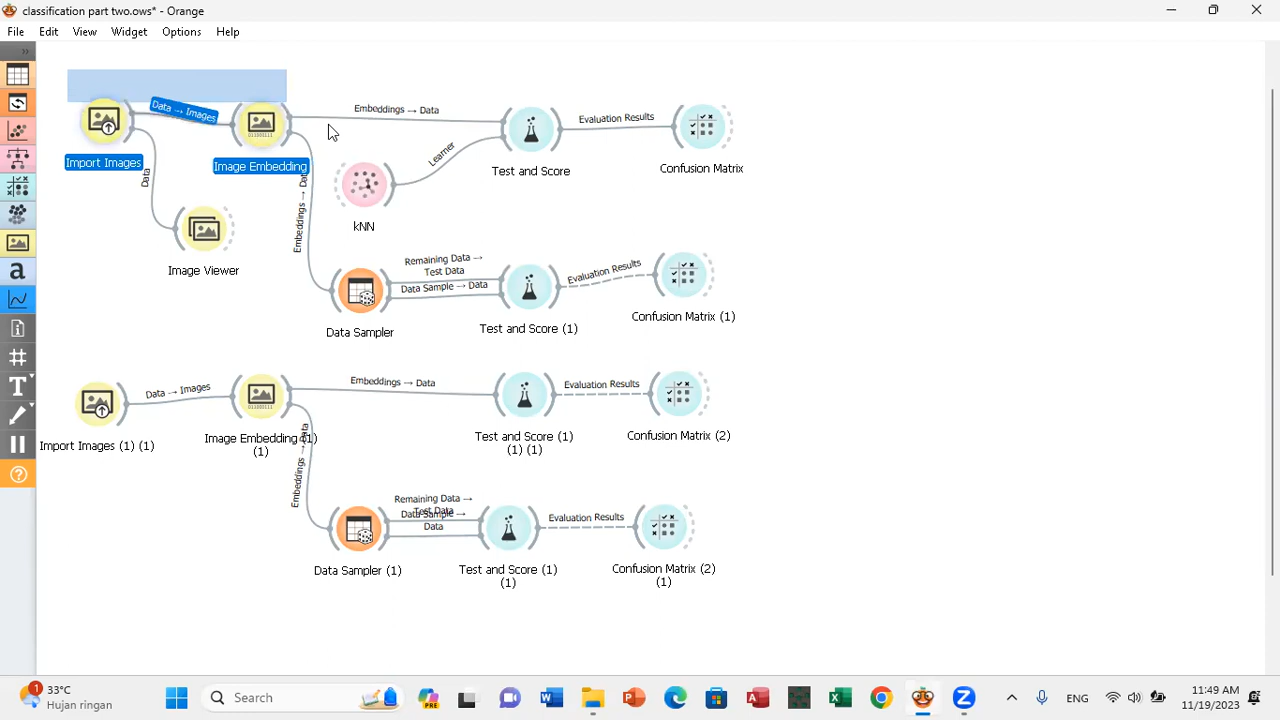 classification part two.ows* - Orange
File Edit View Widget Options Help
Data → Images
Embeddings → Data
Evaluation Results
Import Images
Image Embedding
Test and Score
Confusion Matrix
Learner
Data
Embeddings → Data
kNN
Image Viewer
Remaining Data →
Test Data
Data Sample → Data
Evaluation Results
Data Sampler
Test and Score (1)
Confusion Matrix (1)
Data → Images
Embeddings → Data
Evaluation Results
Import Images (1) (1)
Image Embedding (1)
(1)
Test and Score (1)
(1) (1)
Confusion Matrix (2)
Embeddings → Data
Remaining Data →
Test Data
Data Sample →
Data
Evaluation Results
Data Sampler (1)
Test and Score (1)
(1)
Confusion Matrix (2)
(1)
1
33°C
Hujan ringan
Search
PRE
ENG
11:49 AM
11/19/2023